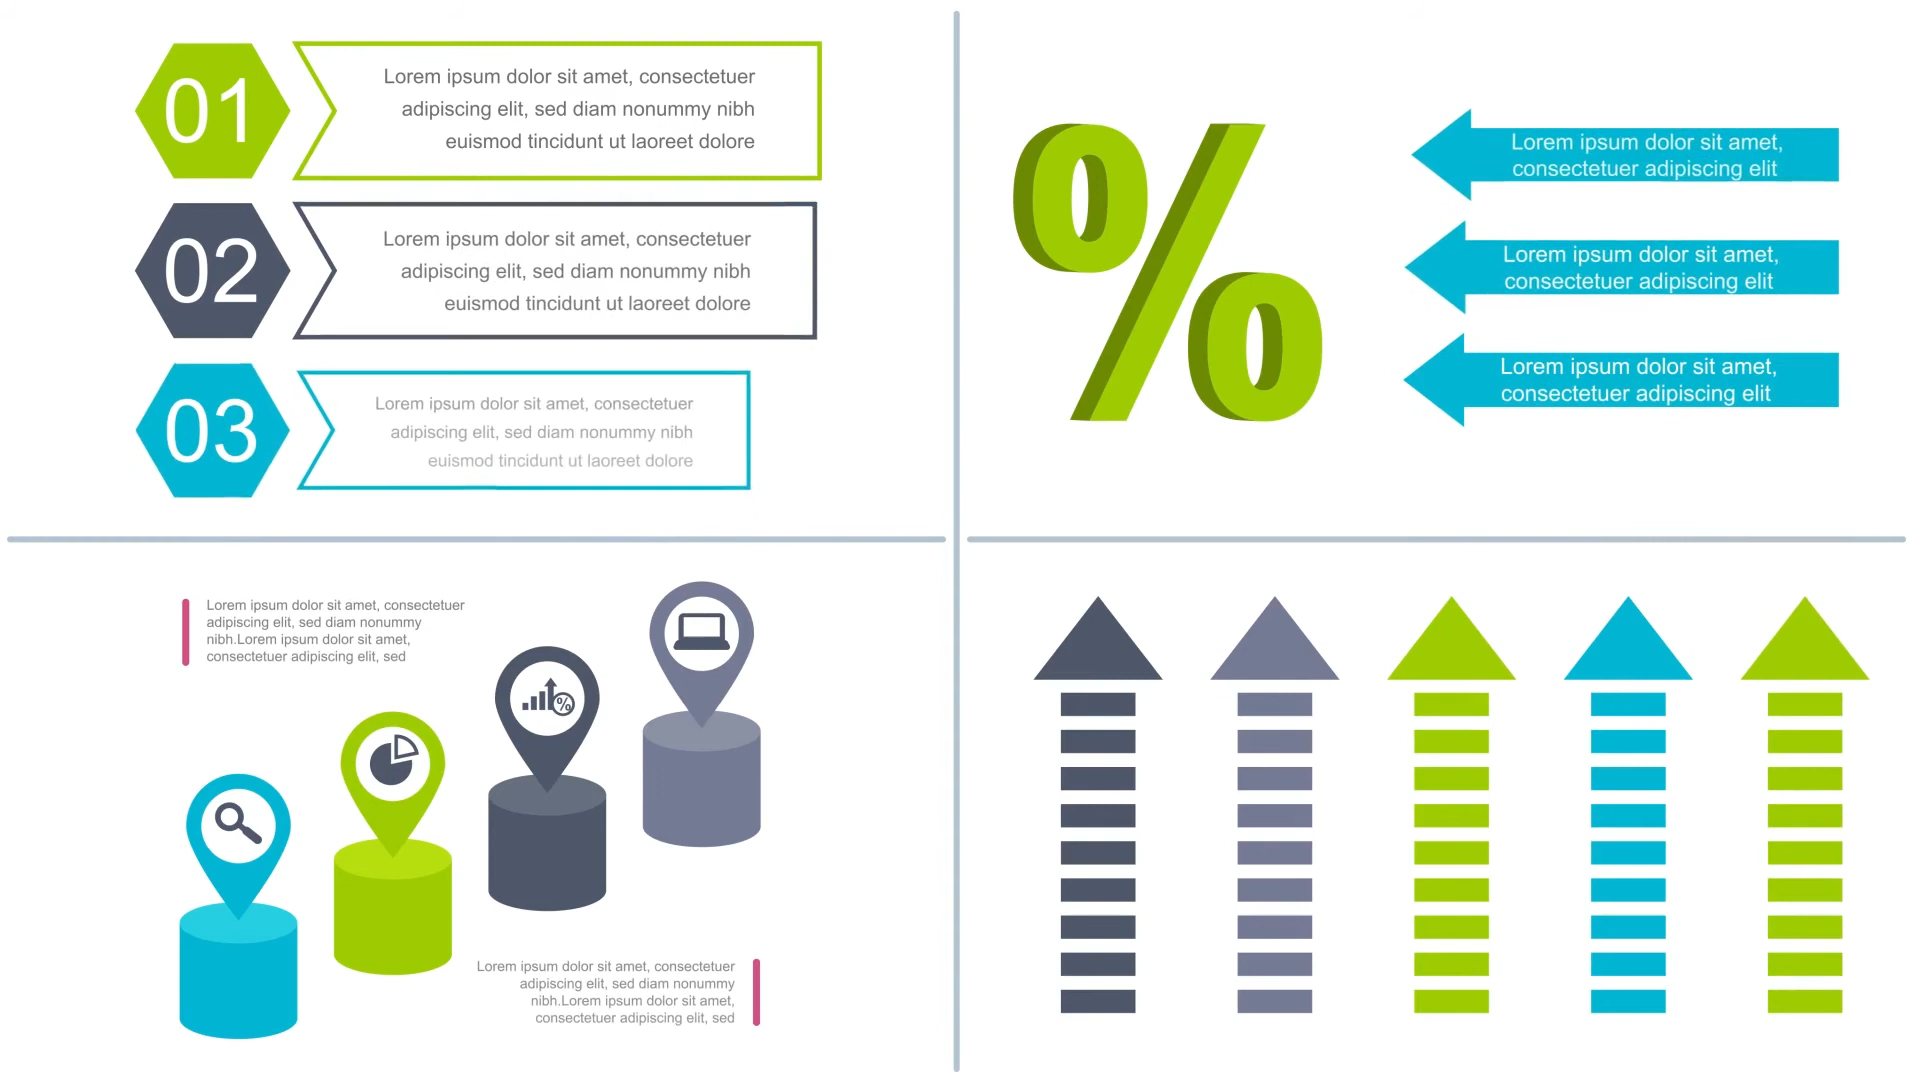 01
Lorem ipsum dolor sit amet, consectetuer
adipiscing elit, sed diam nonummy nibh
euismod tincidunt ut laoreet dolore
02
Lorem ipsum dolor sit amet, consectetuer
adipiscing elit, sed diam nonummy nibh
euismod tincidunt ut laoreet dolore
03
Lorem ipsum dolor sit amet, consectetuer
adipiscing elit, sed diam nonummy nibh
euismod tincidunt ut laoreet dolore
%
Lorem ipsum dolor sit amet,
consectetuer adipiscing elit
Lorem ipsum dolor sit amet,
consectetuer adipiscing elit
Lorem ipsum dolor sit amet,
consectetuer adipiscing elit
Lorem ipsum dolor sit amet, consectetuer
adipiscing elit, sed diam nonummy
nibh.Lorem ipsum dolor sit amet,
consectetuer adipiscing elit, sed
%
Lorem ipsum dolor sit amet, consectetuer
adipiscing elit, sed diam nonummy
nibh.Lorem ipsum dolor sit amet,
consectetuer adipiscing elit, sed